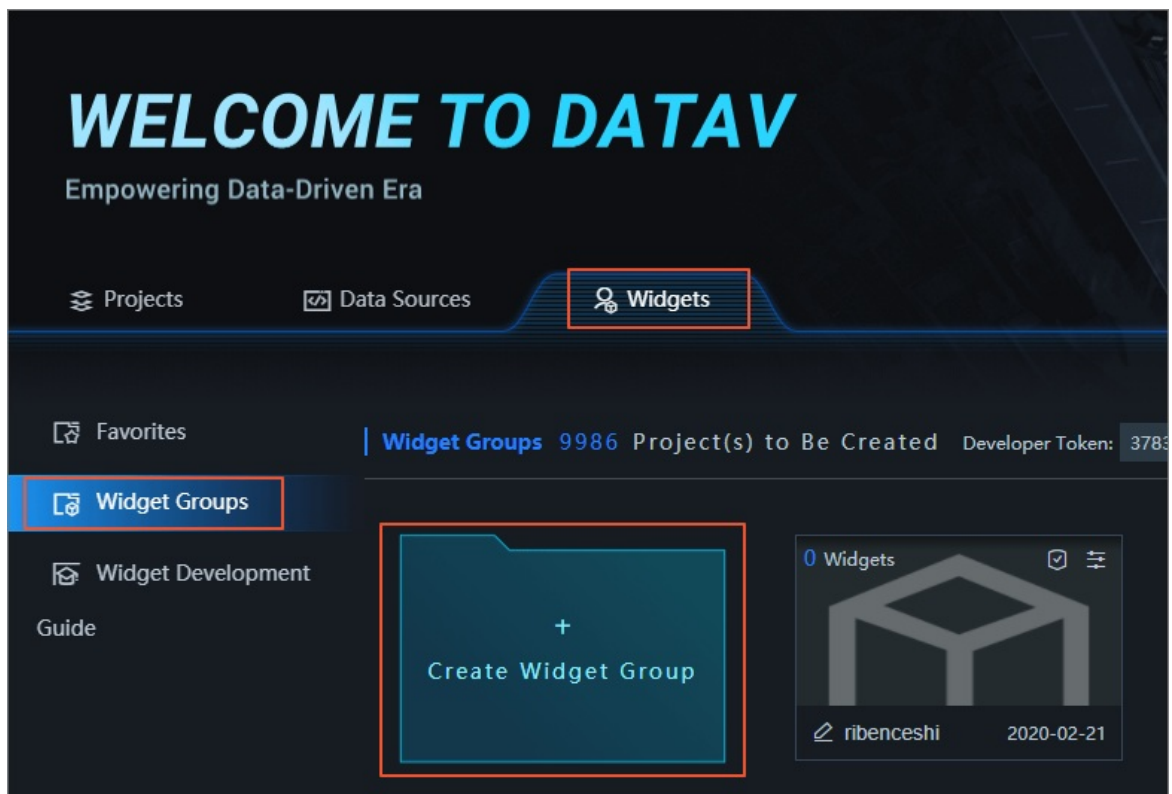 WELCOME TO DATAV
Empowering Data-Driven Era
Projects
Data Sources
Widgets
Favorites
Widget Groups 9986 Project(s) to Be Created Developer Token: 3783
Widget Groups
Widget Development
Guide
+
Create Widget Group
0 Widgets
ribenceshi 2020-02-21